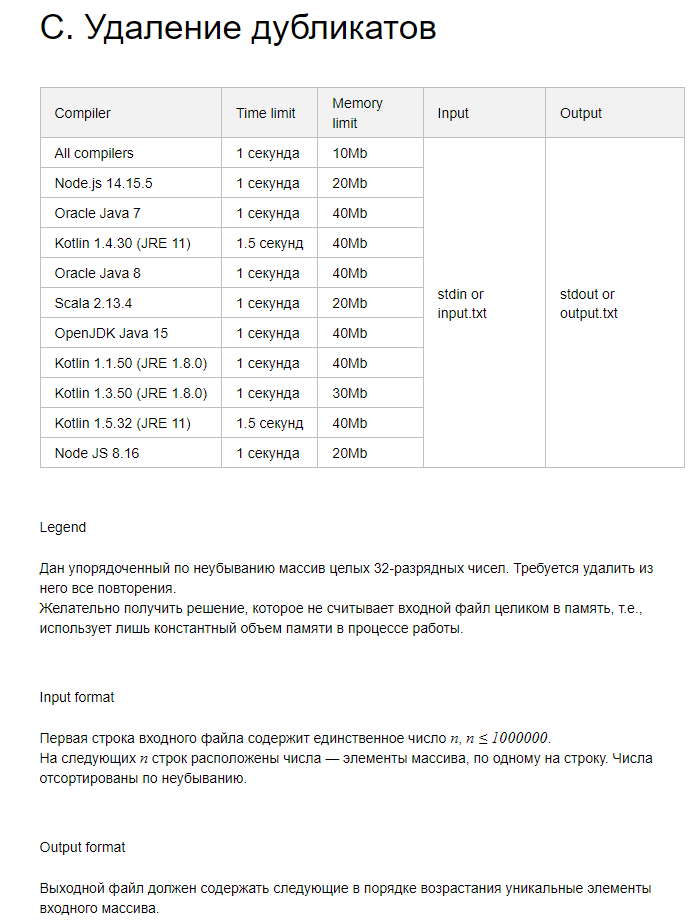 C. Удаление дубликатов
Compiler Time limit Memory limit Input Output
All compilers 1 секунда 10Mb stdin or input.txt stdout or output.txt
Node.js 14.15.5 1 секунда 20Mb
Oracle Java 7 1 секунда 40Mb
Kotlin 1.4.30 (JRE 11) 1.5 секунд 40Mb
Oracle Java 8 1 секунда 40Mb
Scala 2.13.4 1 секунда 20Mb
OpenJDK Java 15 1 секунда 40Mb
Kotlin 1.1.50 (JRE 1.8.0) 1 секунда 40Mb
Kotlin 1.3.50 (JRE 1.8.0) 1 секунда 30Mb
Kotlin 1.5.32 (JRE 11) 1.5 секунд 40Mb
Node JS 8.16 1 секунда 20Mb
Legend
Дан упорядоченный по неубыванию массив целых 32-разрядных чисел. Требуется удалить из
него все повторения.
Желательно получить решение, которое не считывает входной файл целиком в память, т.е.,
использует лишь константный объем памяти в процессе работы.
Input format
Первая строка входного файла содержит единственное число n, n ≤ 1000000.
На следующих n строк расположены числа — элементы массива, по одному на строку. Числа
отсортированы по неубыванию.
Output format
Выходной файл должен содержать следующие в порядке возрастания уникальные элементы
входного массива.